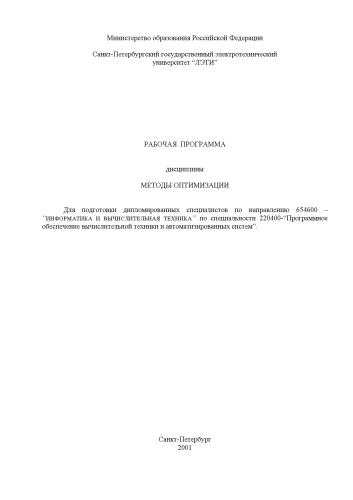 Министерство образования Российской Федерации
Санкт-Петербургский государственный электротехнический
университет “ЛЭТИ”
РАБОЧАЯ ПРОГРАММА
дисциплины
МЕТОДЫ ОПТИМИЗАЦИИ
Для подготовки дипломированных специалистов по направлению 654600 –
“ИНФОРМАТИКА И ВЫЧИСЛИТЕЛЬНАЯ ТЕХНИКА” по специальности 220400-“Программное
обеспечение вычислительной техники и автоматизированных систем”.
Санкт-Петербург
2001